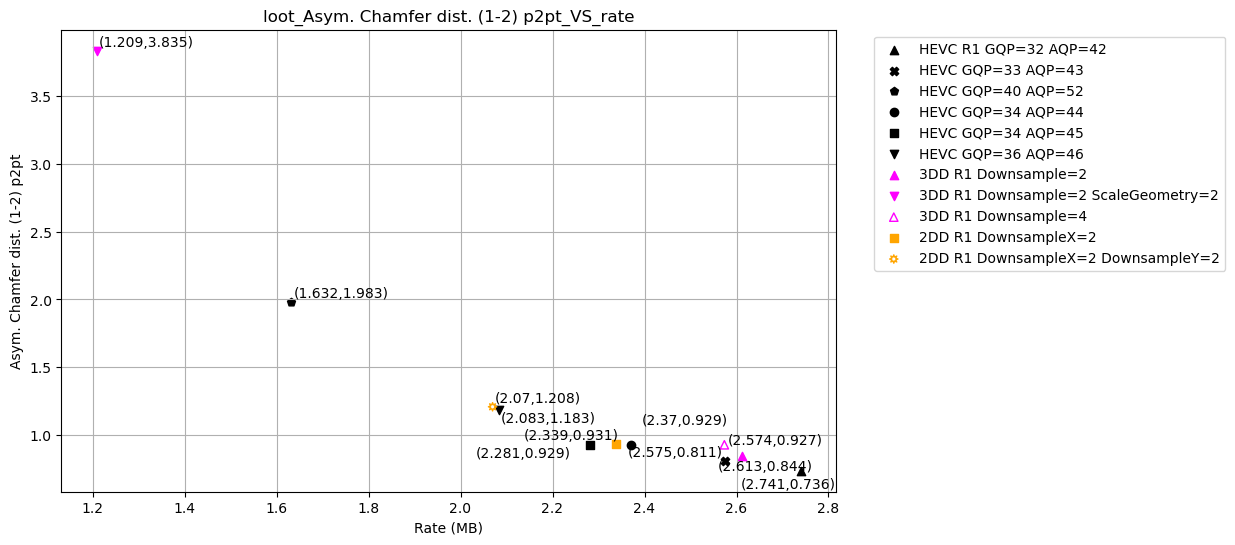 loot_Asym. Chamfer dist. (1-2) p2pt_VS_rate
Asym. Chamfer dist. (1-2) p2pt
3.5
3.0
2.5
2.0
1.5
1.0
(1.209,3.835)
(1.632,1.983)
(2.07,1.208)
(2.083,1.183)
(2.37,0.929)
(2.339,0.931)
(2.574,0.927)
(2.281,0.929)
(2.575,0.811)
(2.613,0.844)
(2.741,0.736)
1.2
1.4
1.6
1.8
2.0
2.2
2.4
2.6
2.8
Rate (MB)
HEVC R1 GQP=32 AQP=42
HEVC GQP=33 AQP=43
HEVC GQP=40 AQP=52
HEVC GQP=34 AQP=44
HEVC GQP=34 AQP=45
HEVC GQP=36 AQP=46
3DD R1 Downsample=2
3DD R1 Downsample=2 ScaleGeometry=2
3DD R1 Downsample=4
2DD R1 DownsampleX=2
2DD R1 DownsampleX=2 DownsampleY=2